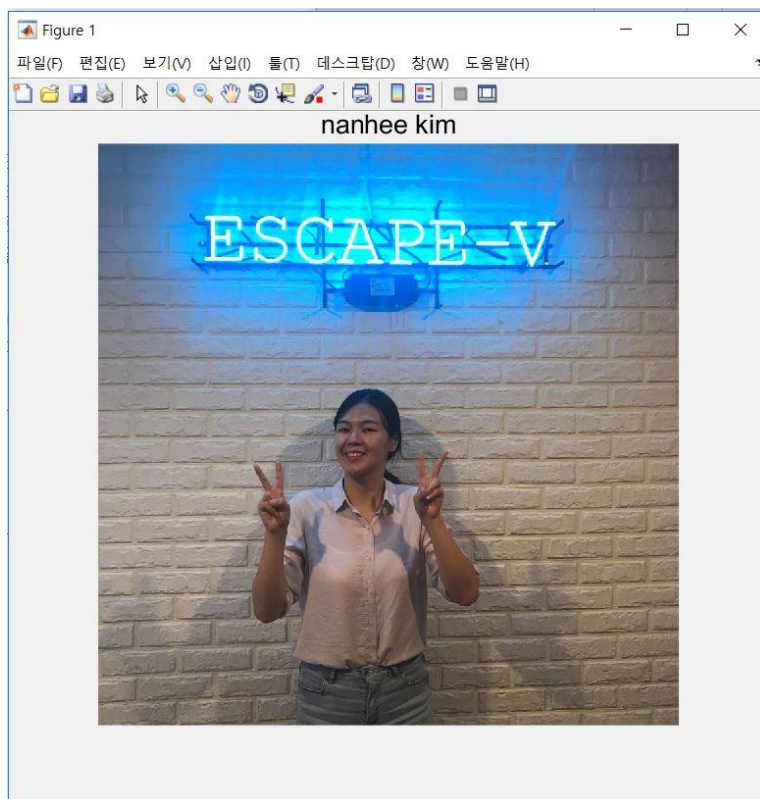 Figure 1
파일(F) 편집(E) 보기(V) 삽입(I) 툴(T) 데스크탑(D) 창(W) 도움말(H)
nanhee kim
ESCAPE-V